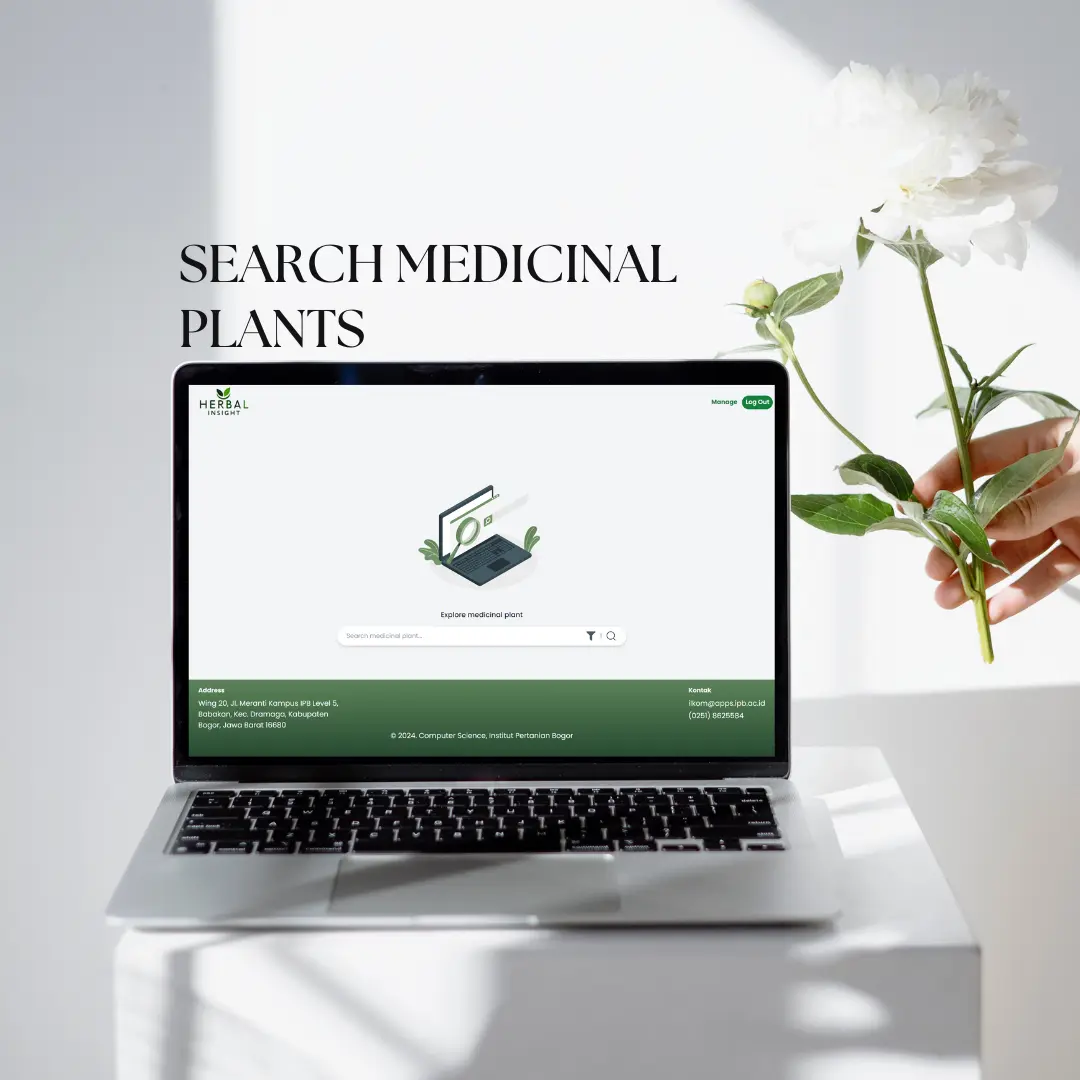 SEARCH MEDICINAL
PLANTS
HERBAL
INSIGHT
Manage
Log Out
Explore medicinal plant
Search medicinal plant...
Address
Wing 20, Jl. Meranti Kampus IPB Level 5,
Babakan, Kec. Dramaga, Kabupaten
Bogor, Jawa Barat 16680
Kontak
ilkom@apps.ipb.ac.id
(0251) 8625584
© 2024. Computer Science, Institut Pertanian Bogor